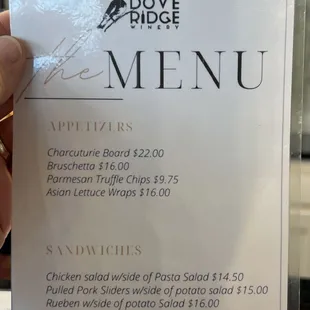 DOVE
RIDGE
WINERY
the MENU
APPETIZERS
Charcuturie Board $22.00
Bruschetta $16.00
Parmesan Truffle Chips $9.75
Asian Lettuce Wraps $16.00
SANDWICHES
Chicken salad w/side of Pasta Salad $14.50
Pulled Pork Sliders w/side of potato salad $15.00
Rueben w/side of potato Salad $16.00